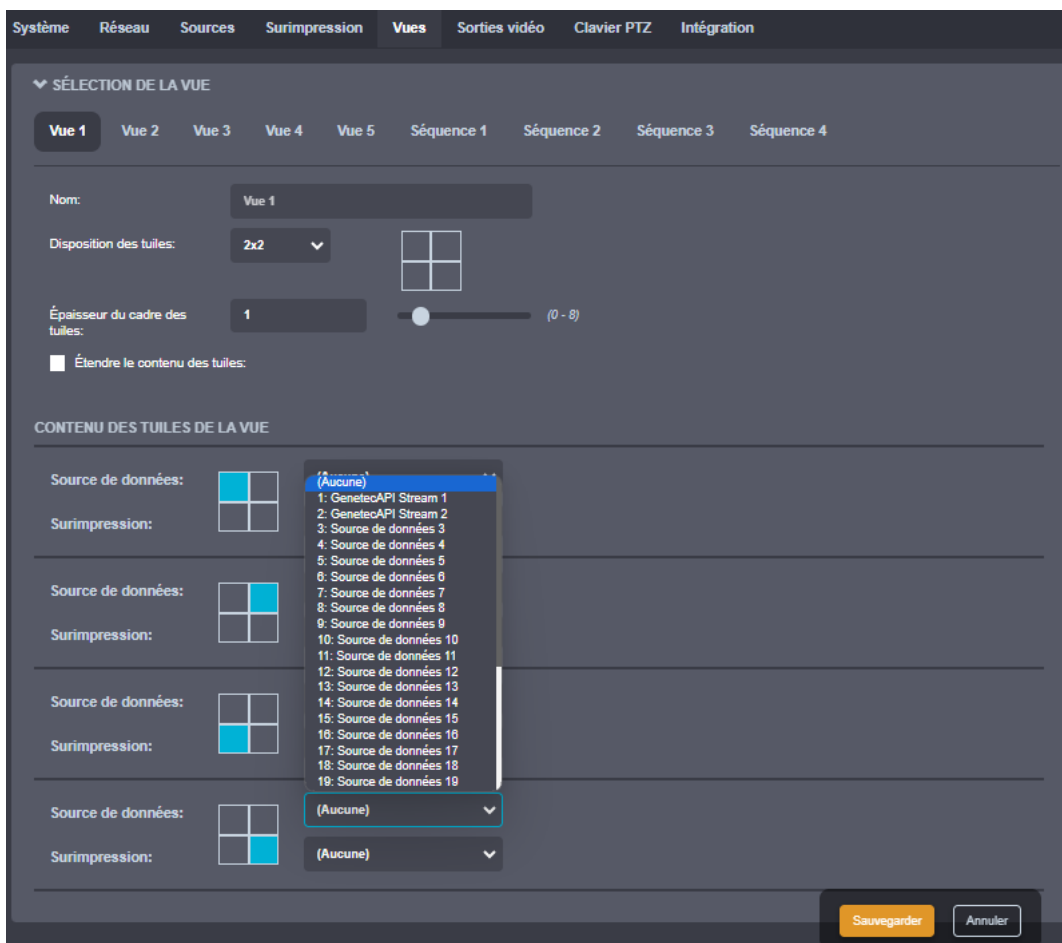 Système Réseau Sources Surimpression Vues Sorties vidéo Clavier PTZ Intégration
SÉLECTION DE LA VUE
Vue 1 Vue 2 Vue 3 Vue 4 Vue 5 Séquence 1 Séquence 2 Séquence 3 Séquence 4
Nom: Vue 1
Disposition des tuiles: 2x2
Épaisseur du cadre des
tuiles: 1 (0 - 8)
Étendre le contenu des tuiles:
CONTENU DES TUILES DE LA VUE
Source de données:
Surimpression:
(Aucune)
1: GenetecAPI Stream 1
2: GenetecAPI Stream 2
3: Source de données 3
4: Source de données 4
5: Source de données 5
6: Source de données 6
7: Source de données 7
8: Source de données 8
9: Source de données 9
10: Source de données 10
11: Source de données 11
12: Source de données 12
13: Source de données 13
14: Source de données 14
15: Source de données 15
16: Source de données 16
17: Source de données 17
18: Source de données 18
19: Source de données 19
Source de données:
Surimpression:
Source de données:
Surimpression:
Source de données: (Aucune)
Surimpression: (Aucune)
Sauvegarder Annuler